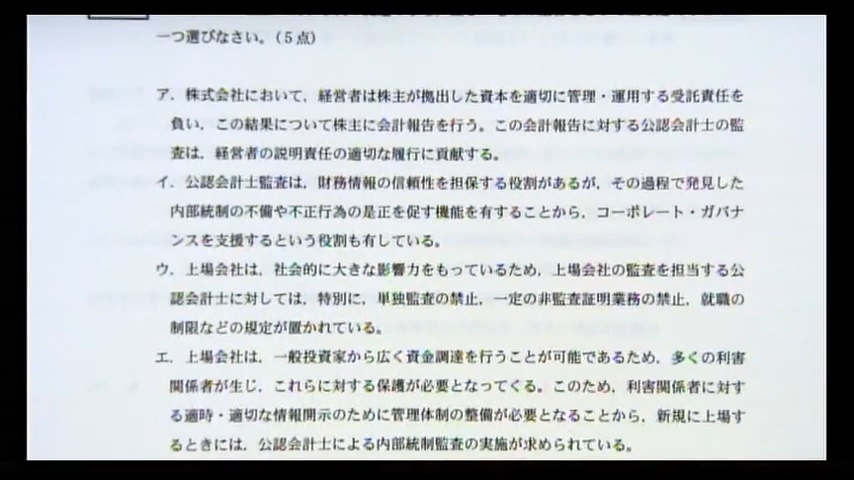 一つ選びなさい。（5点）
ア．株式会社において，経営者は株主が拠出した資本を適切に管理・運用する受託責任を
負い，この結果について株主に会計報告を行う。この会計報告に対する公認会計士の監
査は，経営者の説明責任の適切な履行に貢献する。
イ．公認会計士監査は，財務情報の信頼性を担保する役割があるが，その過程で発見した
内部統制の不備や不正行為の是正を促す機能を有することから，コーポレート・ガバナ
ンスを支援するという役割も有している。
ウ．上場会社は，社会的に大きな影響力をもっているため，上場会社の監査を担当する公
認会計士に対しては，特別に，単独監査の禁止，一定の非監査証明業務の禁止，就職の
制限などの規定が置かれている。
エ．上場会社は，一般投資家から広く資金調達を行うことが可能であるため，多くの利害
関係者が生じ，これらに対する保護が必要となってくる。このため，利害関係者に対す
る適時・適切な情報開示のために管理体制の整備が必要となることから，新規に上場す
るときには，公認会計士による内部統制監査の実施が求められている。